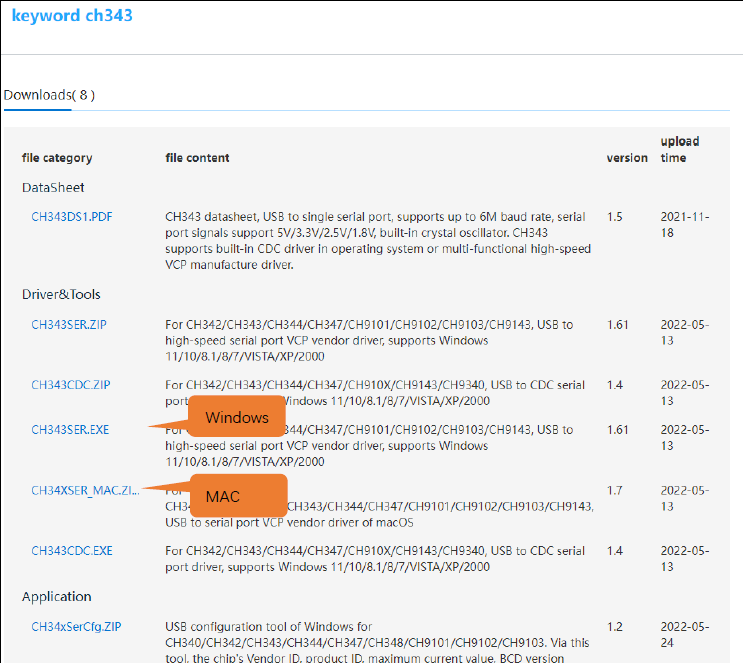 keyword ch343
Downloads( 8 )
file category file content version upload time
DataSheet
CH343DS1.PDF CH343 datasheet, USB to single serial port, supports up to 6M baud rate, serial 1.5 2021-11-
port signals support 5V/3.3V/2.5V/1.8V, built-in crystal oscillator. CH343 18
supports built-in CDC driver in operating system or multi-functional high-speed
VCP manufacture driver.
Driver&Tools
CH343SER.ZIP For CH342/CH343/CH344/CH347/CH9101/CH9102/CH9103/CH9143, USB to 1.61 2022-05-
high-speed serial port VCP vendor driver, supports Windows 13
11/10/8.1/8/7/VISTA/XP/2000
CH343CDC.ZIP For CH342/CH343/CH344/CH347/CH910X/CH9143/CH9340, USB to CDC serial 1.4 2022-05-
port Windows 11/10/8.1/8/7/VISTA/XP/2000 13
Windows
CH343SER.EXE For 344/CH347/CH9101/CH9102/CH9103/CH9143, USB to 1.61 2022-05-
high-speed serial port VCP vendor driver, supports Windows 13
11/10/8.1/8/7/VISTA/XP/2000
MAC
CH34XSER_MAC.ZI... For 1.7 2022-05-
CH34 CH343/CH344/CH347/CH9101/CH9102/CH9103/CH9143, 13
USB to serial port VCP vendor driver of macOS
CH343CDC.EXE For CH342/CH343/CH344/CH347/CH910X/CH9143/CH9340, USB to CDC serial 1.4 2022-05-
port driver, supports Windows 11/10/8.1/8/7/VISTA/XP/2000 13
Application
CH34xSerCfg.ZIP USB configuration tool of Windows for 1.2 2022-05-
CH340/CH342/CH343/CH344/CH347/CH348/CH9101/CH9102/CH9103. Via this 24
tool, the chip's Vendor ID, product ID, maximum current value, BCD version